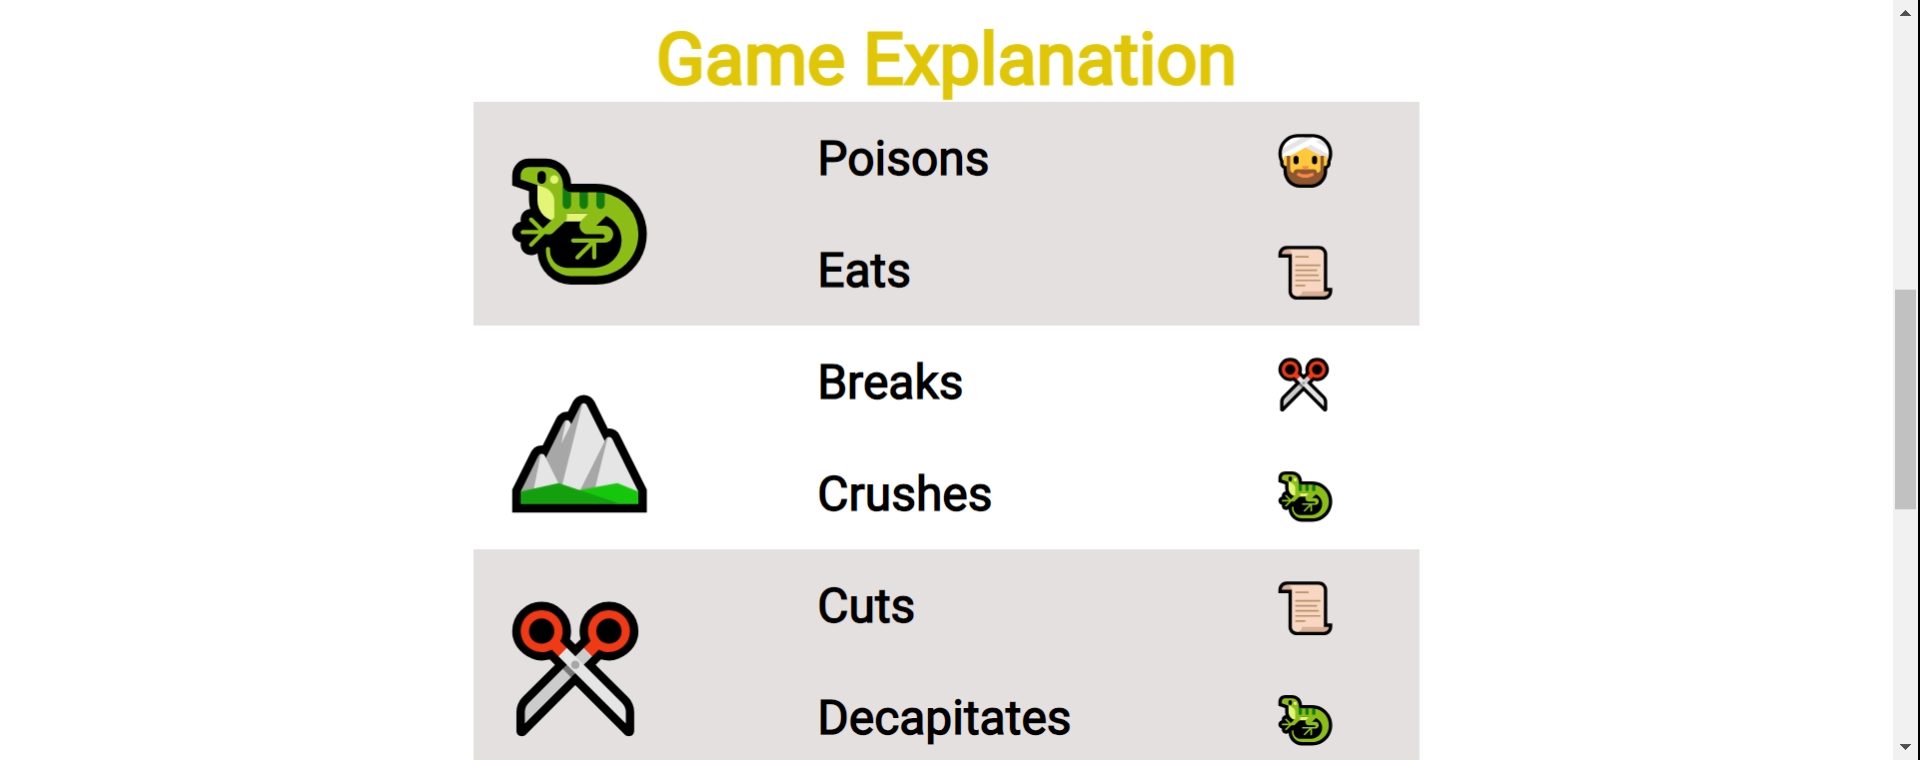 Game Explanation
Poisons
Eats
Breaks
Crushes
Cuts
Decapitates